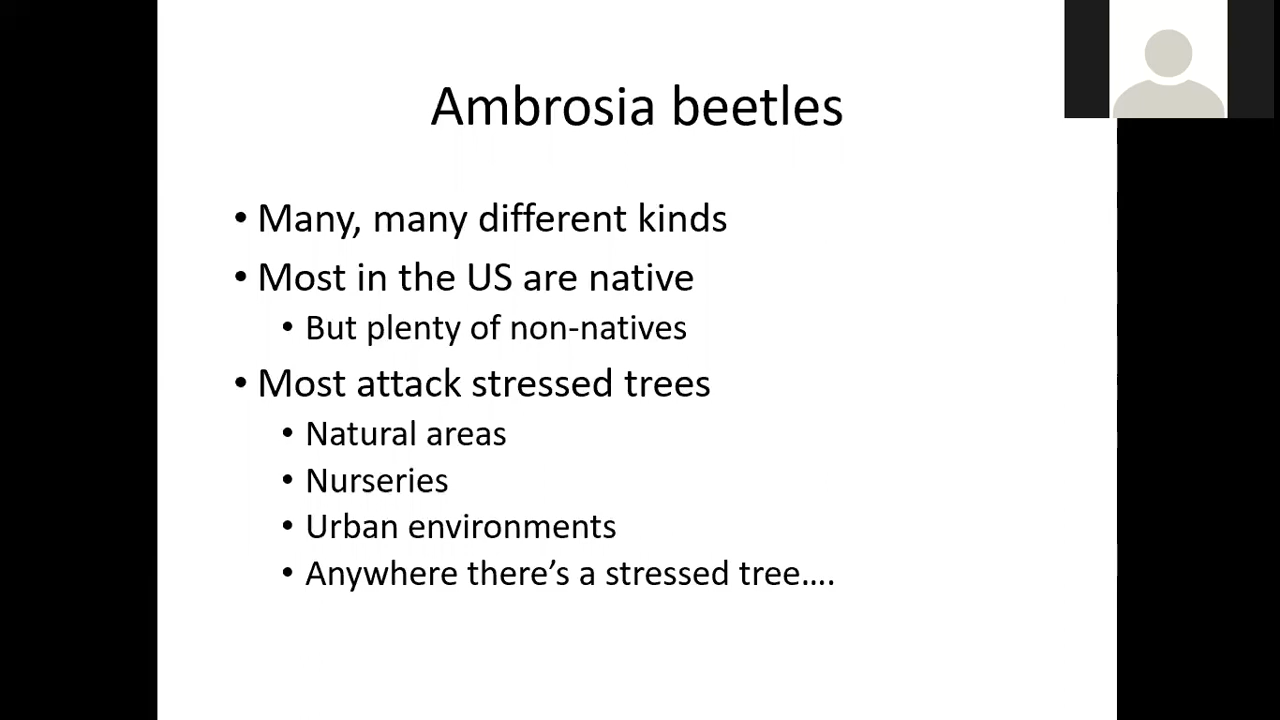 Ambrosia beetles
• Many, many different kinds
• Most in the US are native
• But plenty of non-natives
• Most attack stressed trees
• Natural areas
• Nurseries
• Urban environments
• Anywhere there’s a stressed tree….